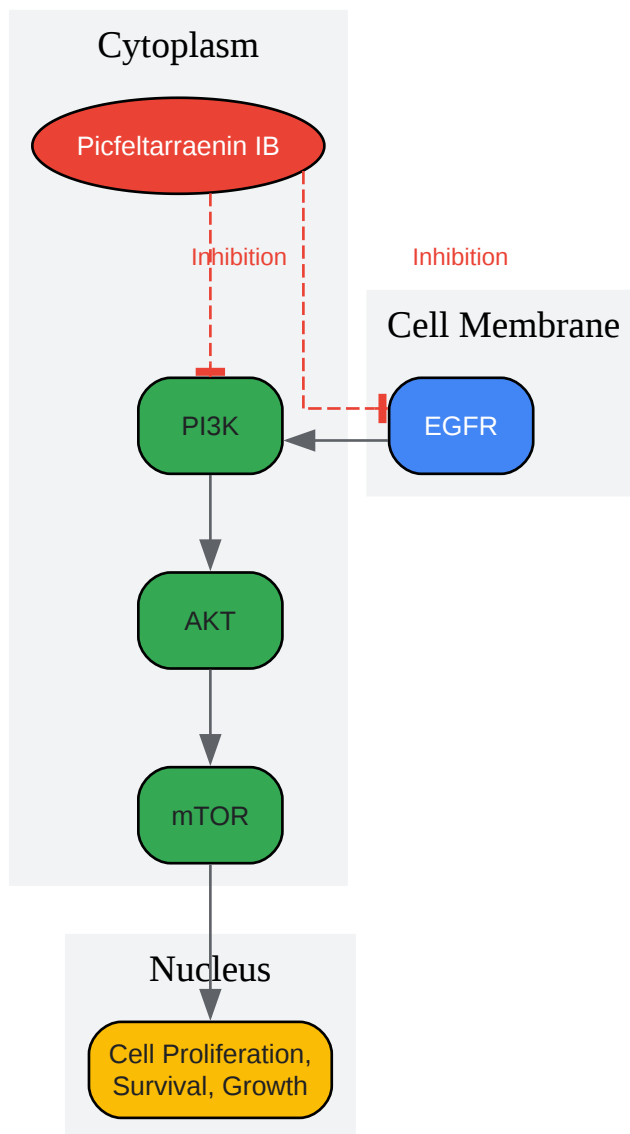 Cytoplasm
Picfeltarraenin IB
Inhibition
Inhibition
Cell Membrane
PI3K
EGFR
AKT
mTOR
Nucleus
Cell Proliferation,
Survival, Growth